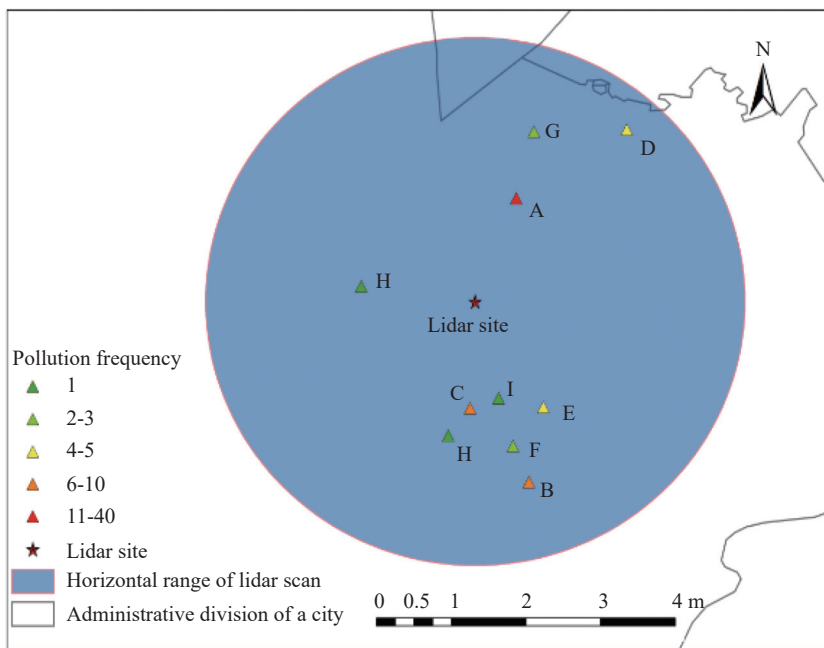 N
G
D
A
H
Lidar site
Pollution frequency
1
2-3
4-5
6-10
11-40
Lidar site
Horizontal range of lidar scan
Administrative division of a city
C
I
E
H
F
B
0 0.5 1 2 3 4 m